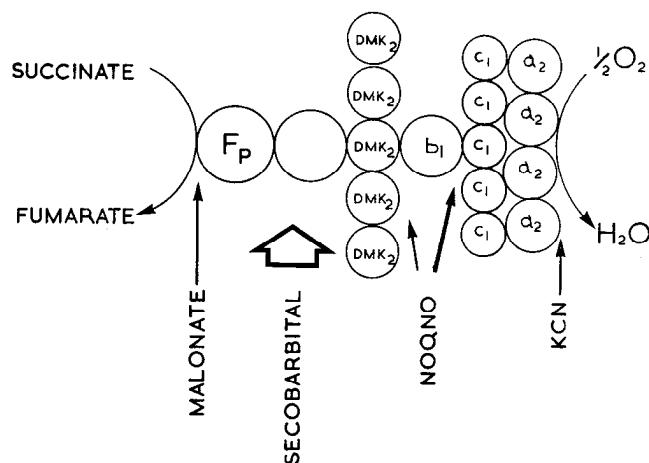 SUCCINATE
FUMARATE
Fp
DMK2
DMK2
DMK2
DMK2
DMK2
b1
c1
c1
c1
c1
c1
a2
a2
a2
a2
½O2
H2O
MALONATE
SECOBARBITAL
NOQNO
KCN